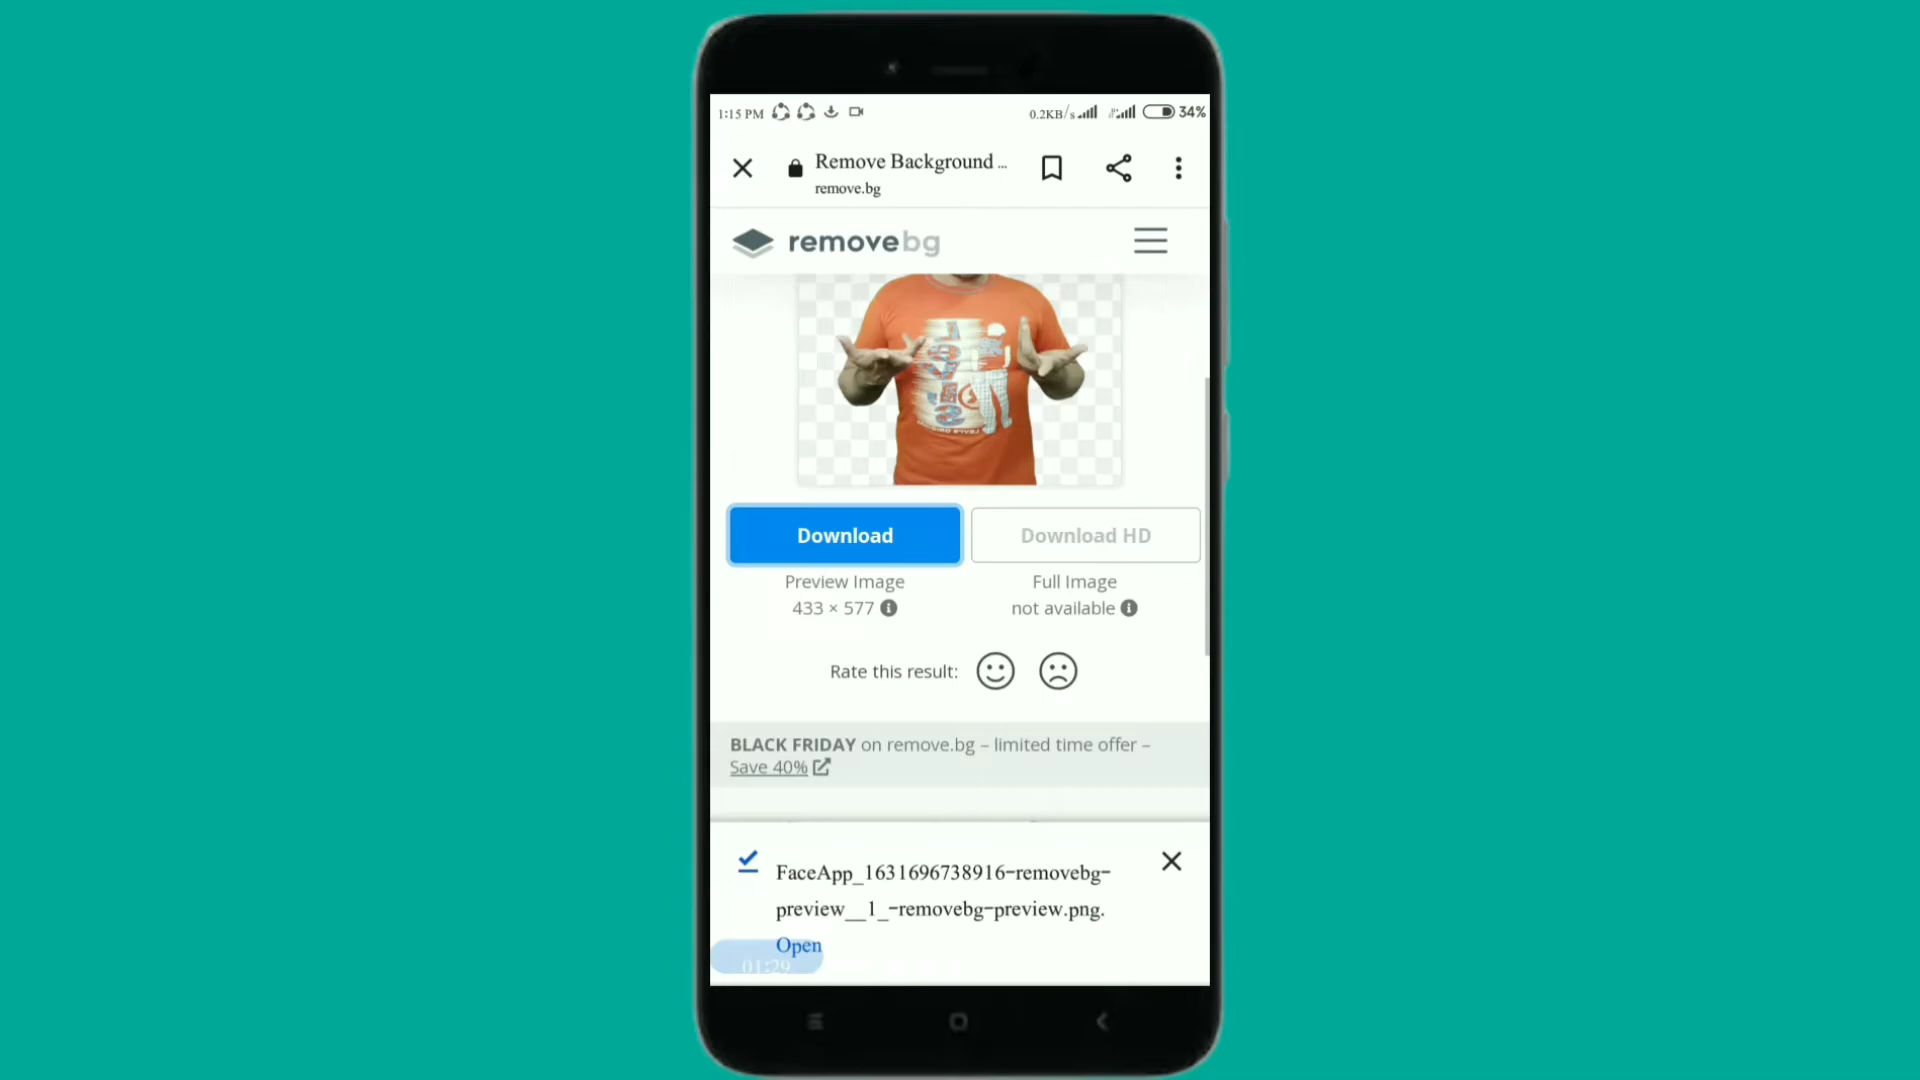 1:15 PM
0.2KB/s
34%
Remove Background ...
remove.bg
removebg
Download
Download HD
Preview Image
Full Image
433 × 577
not available
Rate this result:
BLACK FRIDAY on remove.bg – limited time offer –
Save 40%
FaceApp_1631696738916-removebg-
preview__1_-removebg-preview.png.
Open
01:29